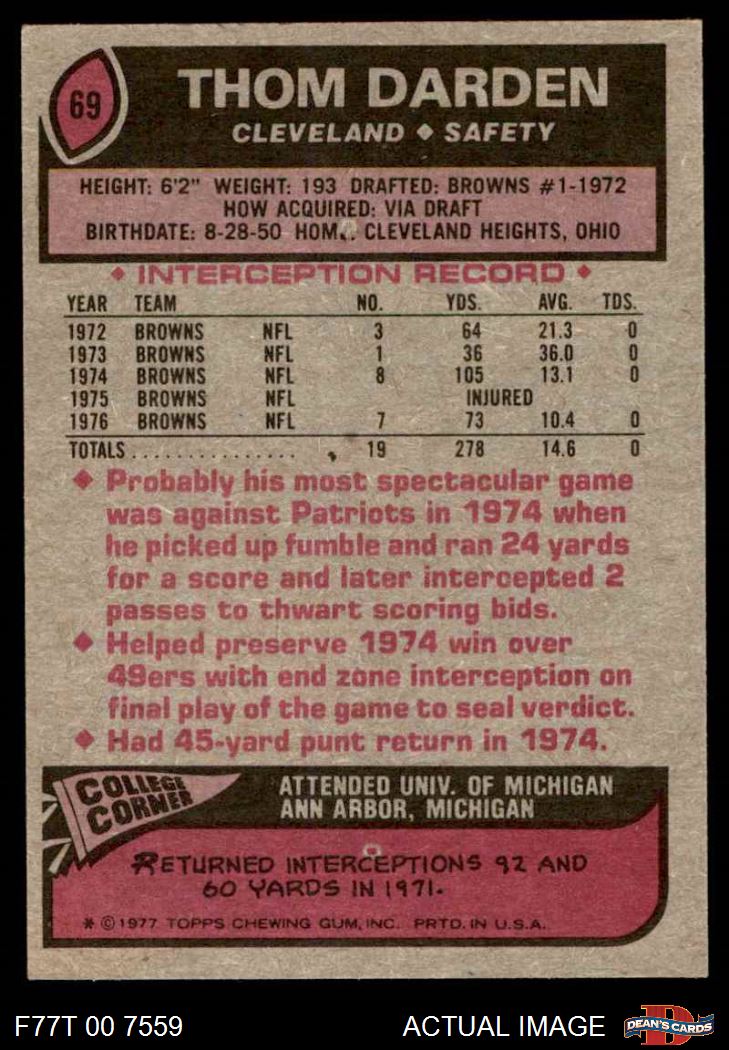 69
THOM DARDEN
CLEVELAND ◆ SAFETY
HEIGHT: 6'2" WEIGHT: 193 DRAFTED: BROWNS #1-1972
HOW ACQUIRED: VIA DRAFT
BIRTHDATE: 8-28-50 HOM.. CLEVELAND HEIGHTS, OHIO
◆ INTERCEPTION RECORD ◆
YEAR TEAM NO. YDS. AVG. TDS.
1972 BROWNS NFL 3 64 21.3 0
1973 BROWNS NFL 1 36 36.0 0
1974 BROWNS NFL 8 105 13.1 0
1975 BROWNS NFL INJURED
1976 BROWNS NFL 7 73 10.4 0
TOTALS................ 19 278 14.6 0
◆ Probably his most spectacular game
was against Patriots in 1974 when
he picked up fumble and ran 24 yards
for a score and later intercepted 2
passes to thwart scoring bids.
◆ Helped preserve 1974 win over
49ers with end zone interception on
final play of the game to seal verdict.
◆ Had 45-yard punt return in 1974.
COLLEGE
CORNER
ATTENDED UNIV. OF MICHIGAN
ANN ARBOR, MICHIGAN
RETURNED INTERCEPTIONS 92 AND
60 YARDS IN 1971.
* © 1977 TOPPS CHEWING GUM, INC. PRTD. IN U.S.A.
F77T 00 7559
ACTUAL IMAGE
D
DEAN'S CARDS